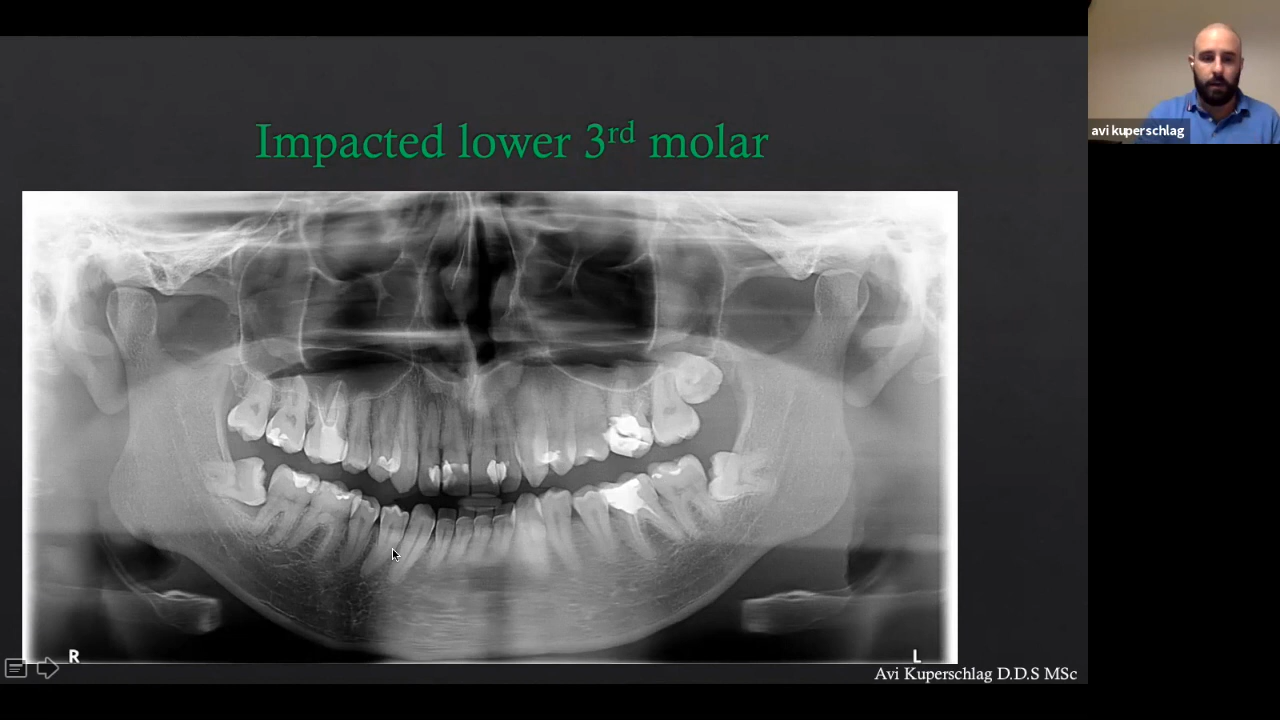 Impacted lower 3rd molar
avi kuperschlag
R
L
Avi Kuperschlag D.D.S MSc